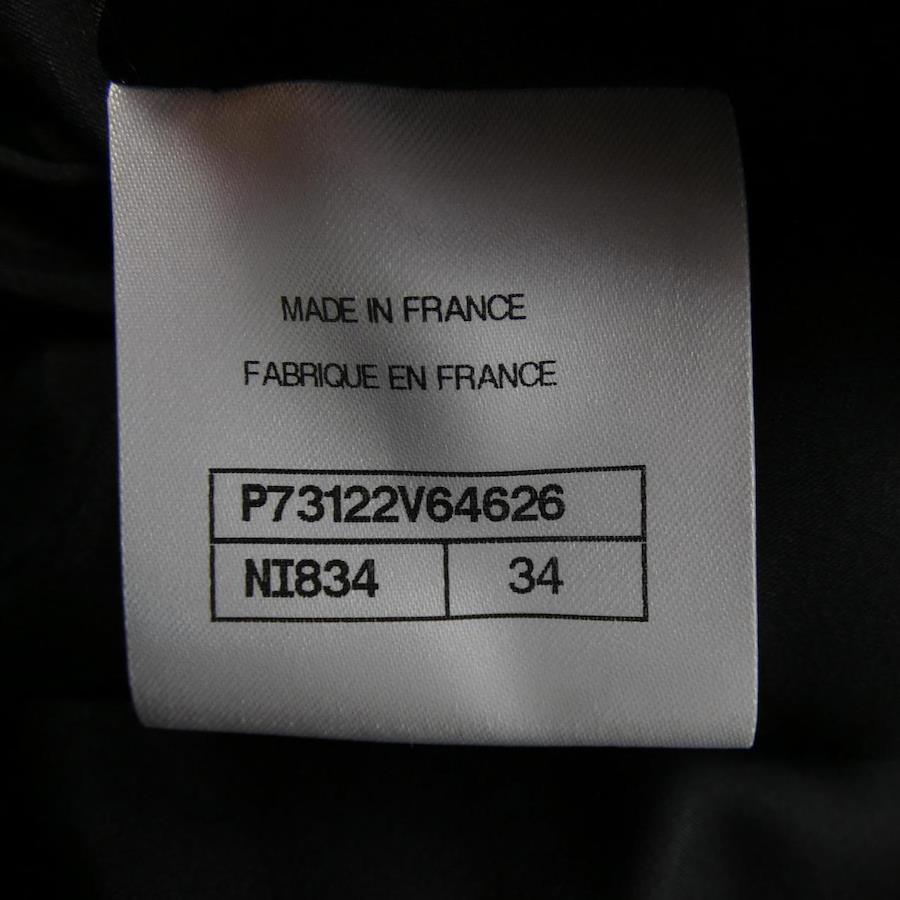 MADE IN FRANCE
FABRIQUE EN FRANCE
P73122V64626
NI834 34